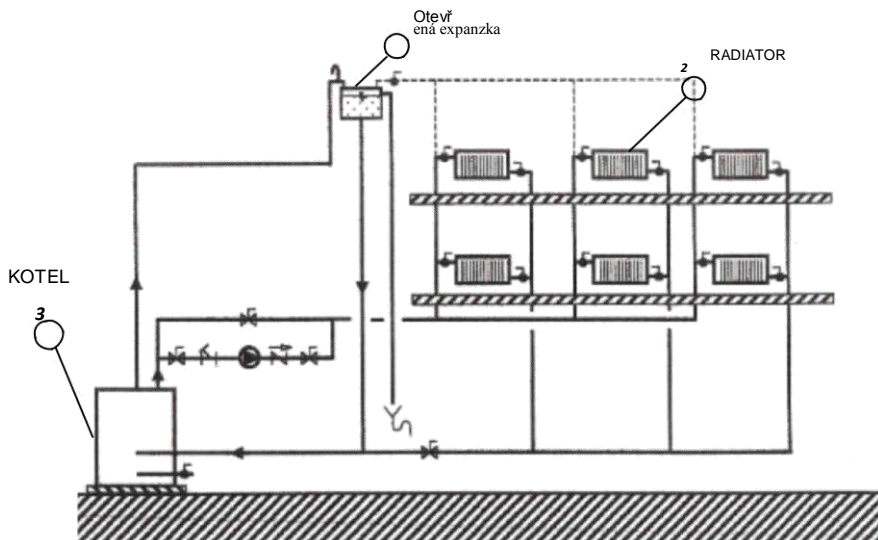 Otevř
ená expanzka
2
RADIATOR
KOTEL
3